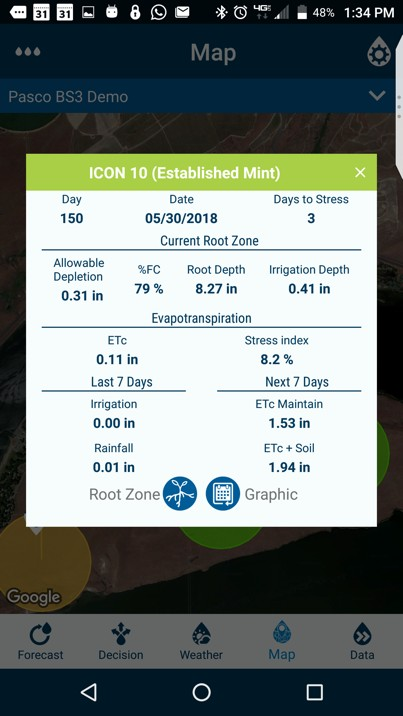 31 31 4G 48% 1:34 PM
Map
Pasco BS3 Demo
ICON 10 (Established Mint) ×
Day Date Days to Stress
150 05/30/2018 3
Current Root Zone
Allowable Depletion %FC Root Depth Irrigation Depth
0.31 in 79 % 8.27 in 0.41 in
Evapotranspiration
ETc Stress index
0.11 in 8.2 %
Last 7 Days Next 7 Days
Irrigation ETc Maintain
0.00 in 1.53 in
Rainfall ETc + Soil
0.01 in 1.94 in
Root Zone Graphic
Google
Forecast Decision Weather Map Data